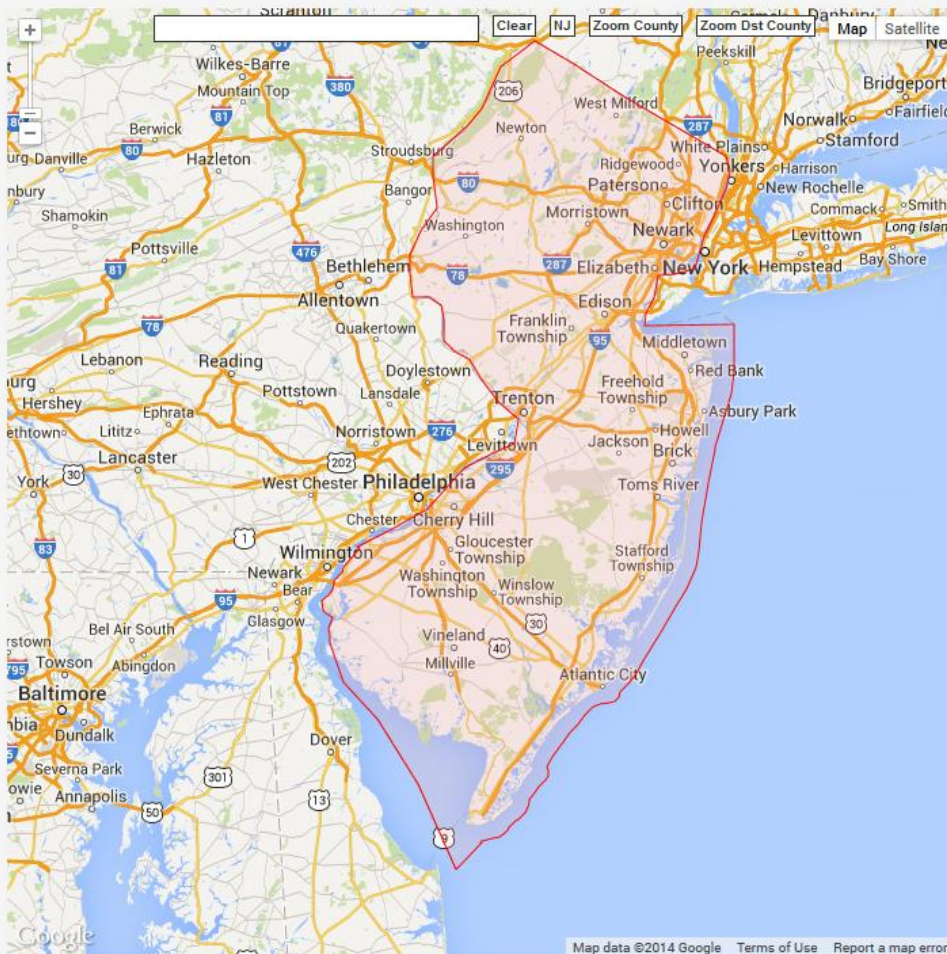 Scranton
Carmel
Danbury
Clear
NJ
Zoom County
Zoom Dst County
Map
Satellite
Wilkes-Barre
Mountain Top
81
380
206
West Milford
Peekskill
Bridgeport
Fairfield
81
Berwick
80
Newton
287
Norwalk
Stamford
Danville
Hazleton
Stroudsburg
White Plains
Ridgewood
Yonkers
Harrison
Bangor
80
Paterson
New Rochelle
Shamokin
Clifton
Commack
Smith
Washington
Morristown
Newark
Levittown
Long Island
Pottsville
476
81
Bethlehem
78
287
Elizabeth
New York
Hempstead
Bay Shore
Allentown
Edison
78
Quakertown
Franklin
Township
95
Middletown
Lebanon
Reading
Doylestown
Red Bank
Hershey
Pottstown
Lansdale
Trenton
Freehold
Township
Asbury Park
Ephrata
Lititz
Norristown
276
Levittown
Jackson
Howell
Lancaster
202
295
Brick
30
York
West Chester
Philadelphia
Toms River
Chester
Cherry Hill
1
83
Wilmington
Gloucester
Township
Stafford
Township
Newark
Washington
Township
Winslow
Township
95
Bear
Glasgow
30
Bel Air South
Vineland
40
795
Towson
Abingdon
Millville
Atlantic City
Baltimore
Dundalk
Dover
Severna Park
301
13
Annapolis
50
9
Google
Map data ©2014 Google
Terms of Use
Report a map error